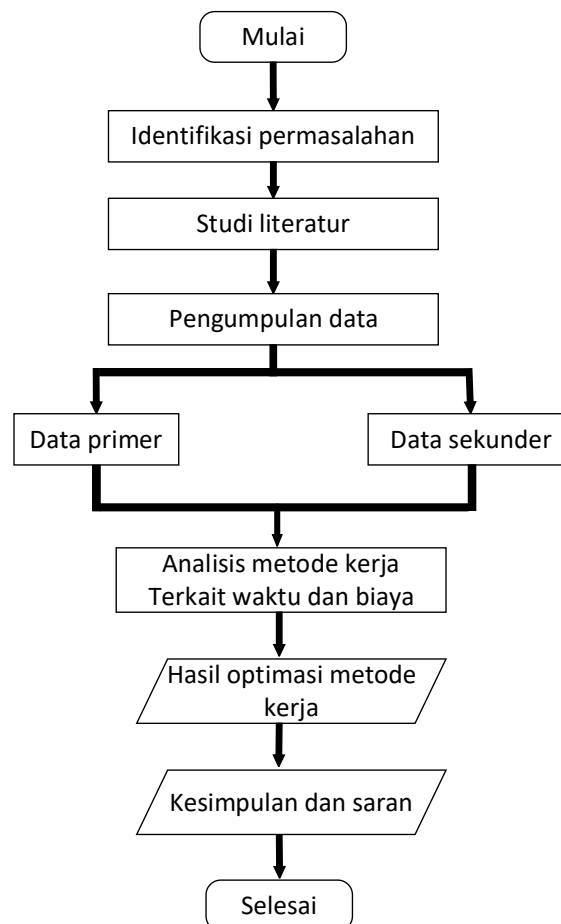 Mulai
Identifikasi permasalahan
Studi literatur
Pengumpulan data
Data primer
Data sekunder
Analisis metode kerja
Terkait waktu dan biaya
Hasil optimasi metode
kerja
Kesimpulan dan saran
Selesai